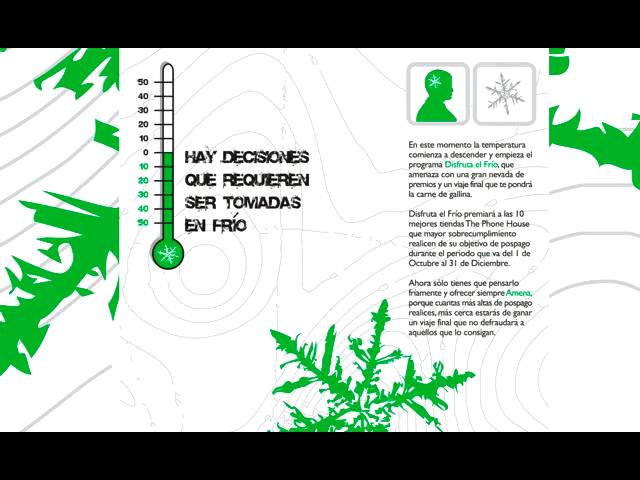 50
40
30
20
10
0
10
20
30
40
50
HAY DECISIONES
QUE REQUIEREN
SER TOMADAS
EN FRÍO
En este momento la temperatura
comienza a descender y empieza el
programa Disfruta el Frío, que
amenaza con una gran nevada de
premios y un viaje final que te pondrá
la carne de gallina.
Disfruta el Frío premiará a las 10
mejores tiendas The Phone House
que mayor sobrecumplimiento
realicen de su objetivo de pospago
durante el periodo que va del 1 de
Octubre al 31 de Diciembre.
Ahora sólo tienes que pensarlo
fríamente y ofrecer siempre Amena,
porque cuantas más altas de pospago
realices, más cerca estarás de ganar
un viaje final que no defraudará a
aquellos que lo consigan.